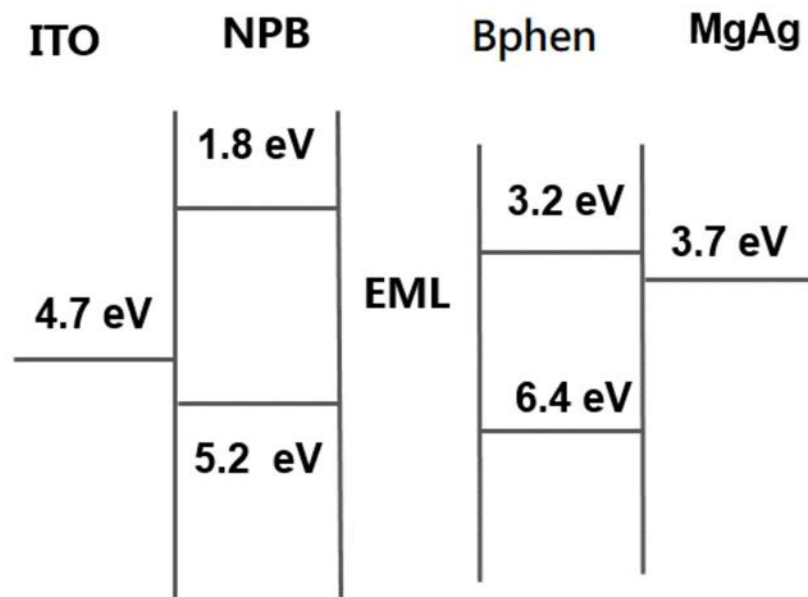 ITO NPB Bphen MgAg
1.8 eV
3.2 eV
3.7 eV
EML
4.7 eV
6.4 eV
5.2 eV